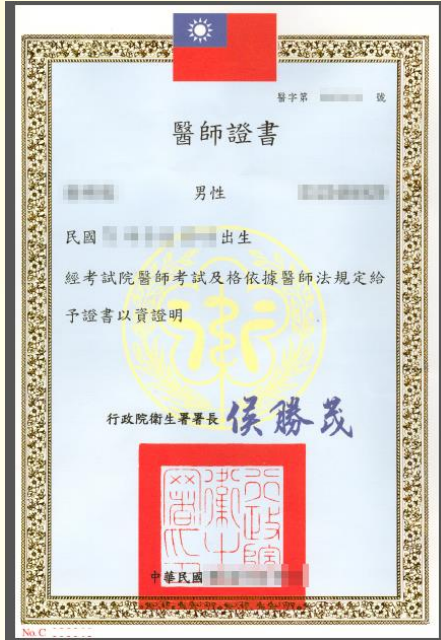 醫字第 號
醫師證書
男性
民國 出生
經考試院醫師考試及格依據醫師法規定給
予證書以資證明
行政院衛生署署長 侯勝茂
中華民國
No.C